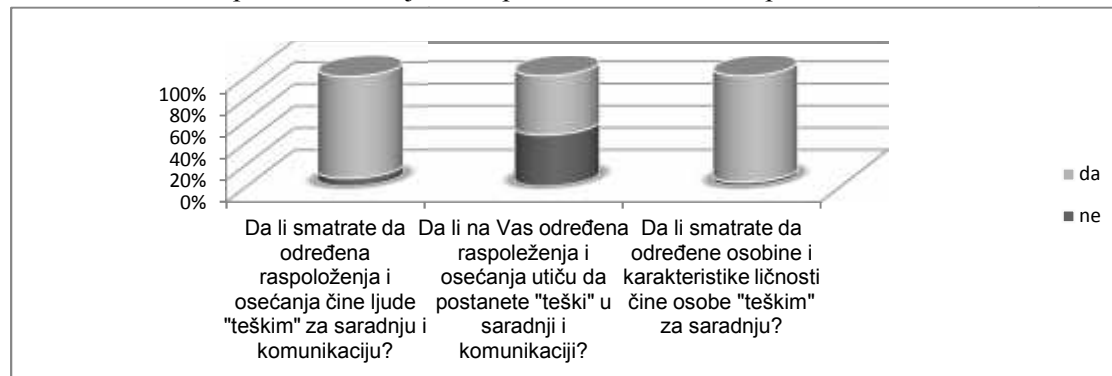 100%
80%
60%
40%
20%
0%
Da li smatrate da
određena
raspoloženja i
osećanja čine ljude
"teškim" za saradnju i
komunikaciju?
Da li na Vas određena
raspoleženja i
osećanja utiču da
postanete "teški" u
saradnji i
komunikaciji?
Da li smatrate da
određene osobine i
karakteristike ličnosti
čine osobe "teškim"
za saradnju?
da
ne